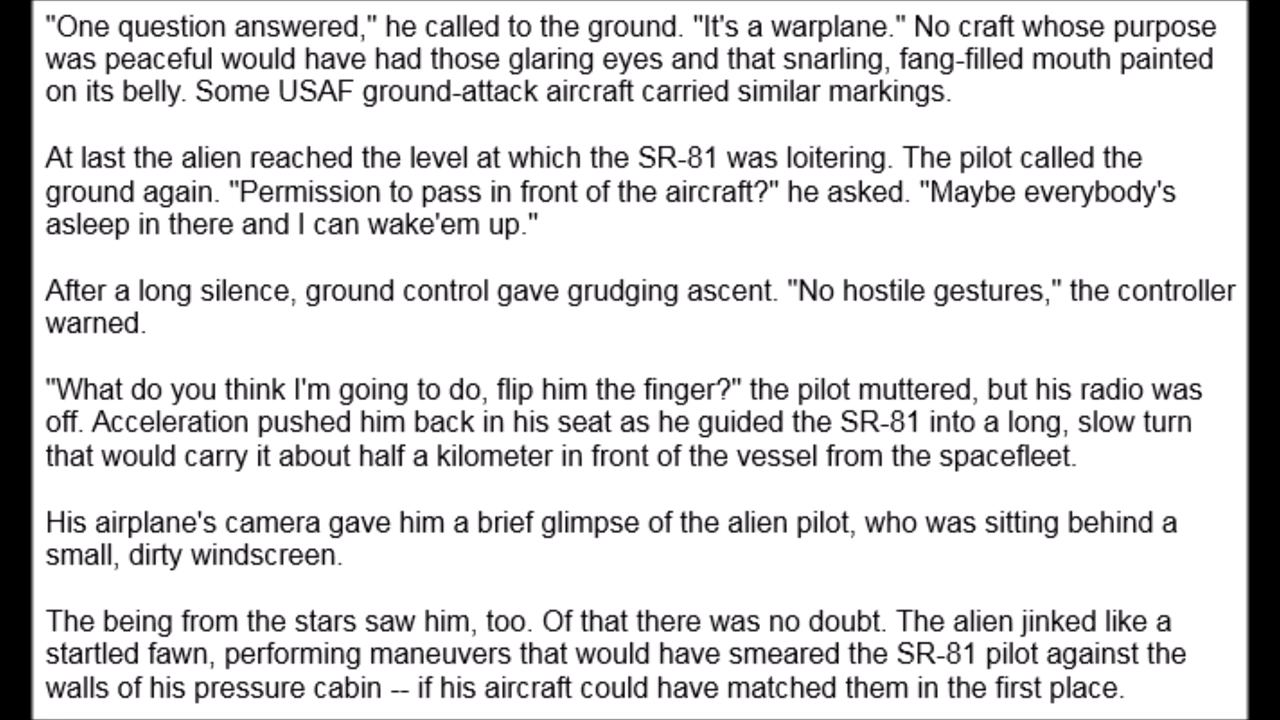 "One question answered," he called to the ground. "It's a warplane." No craft whose purpose
was peaceful would have had those glaring eyes and that snarling, fang-filled mouth painted
on its belly. Some USAF ground-attack aircraft carried similar markings.
At last the alien reached the level at which the SR-81 was loitering. The pilot called the
ground again. "Permission to pass in front of the aircraft?" he asked. "Maybe everybody's
asleep in there and I can wake'em up."
After a long silence, ground control gave grudging ascent. "No hostile gestures," the controller
warned.
"What do you think I'm going to do, flip him the finger?" the pilot muttered, but his radio was
off. Acceleration pushed him back in his seat as he guided the SR-81 into a long, slow turn
that would carry it about half a kilometer in front of the vessel from the spacefleet.
His airplane's camera gave him a brief glimpse of the alien pilot, who was sitting behind a
small, dirty windscreen.
The being from the stars saw him, too. Of that there was no doubt. The alien jinked like a
startled fawn, performing maneuvers that would have smeared the SR-81 pilot against the
walls of his pressure cabin -- if his aircraft could have matched them in the first place.